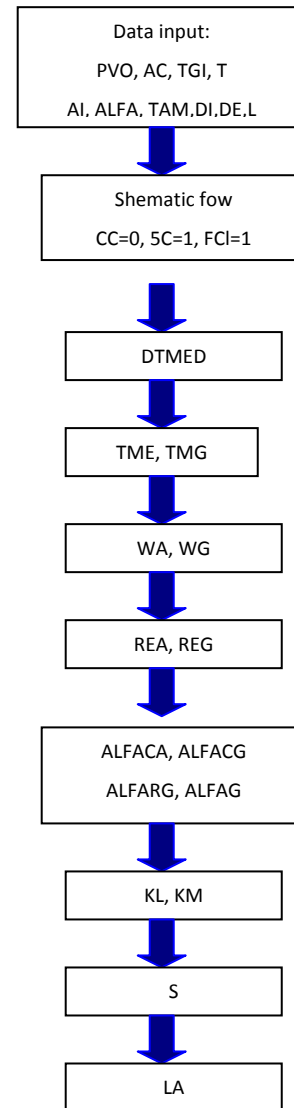 Data input:
PVO, AC, TGI, T
AI, ALFA, TAM,DI,DE,L
Shematic fow
CC=0, 5C=1, FCl=1
DTMED
TME, TMG
WA, WG
REA, REG
ALFACA, ALFACG
ALFARG, ALFAG
KL, KM
S
LA